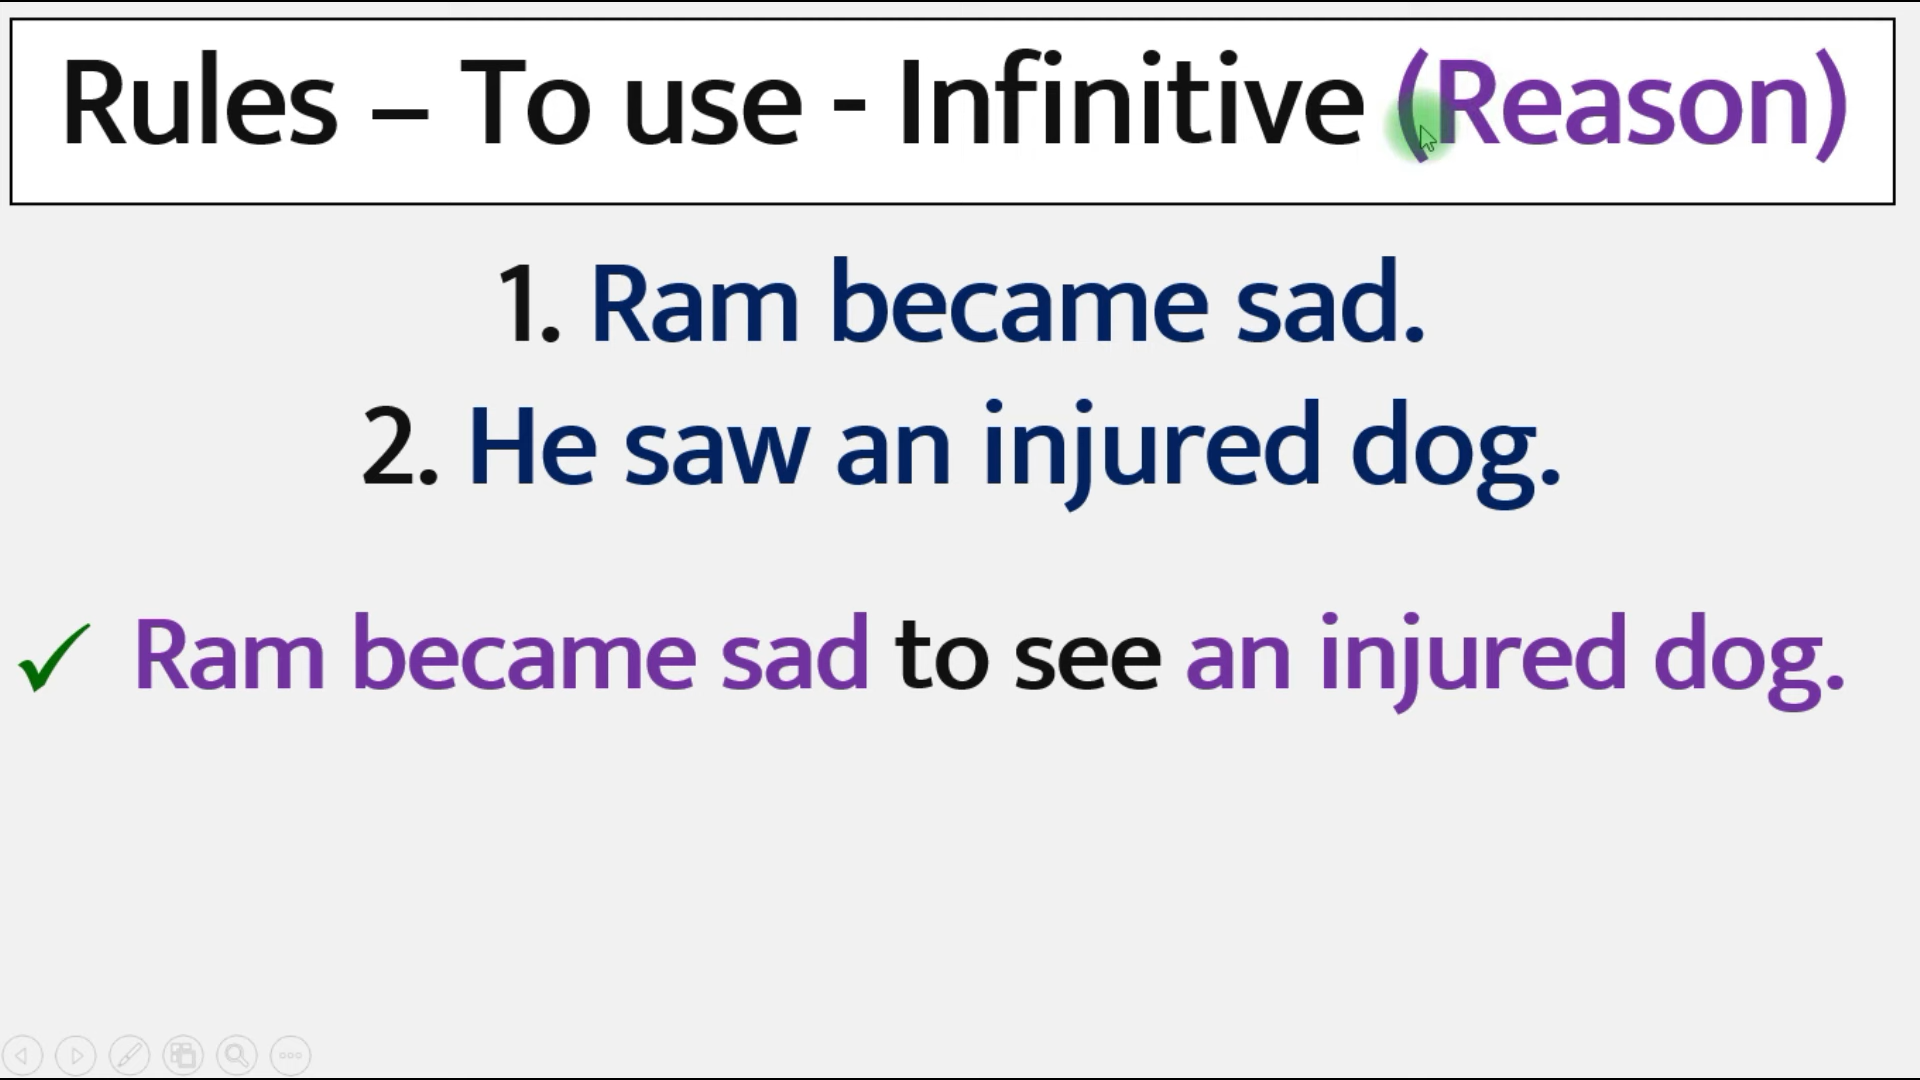 Rules – To use - Infinitive (Reason)
1. Ram became sad.
2. He saw an injured dog.
✓ Ram became sad to see an injured dog.